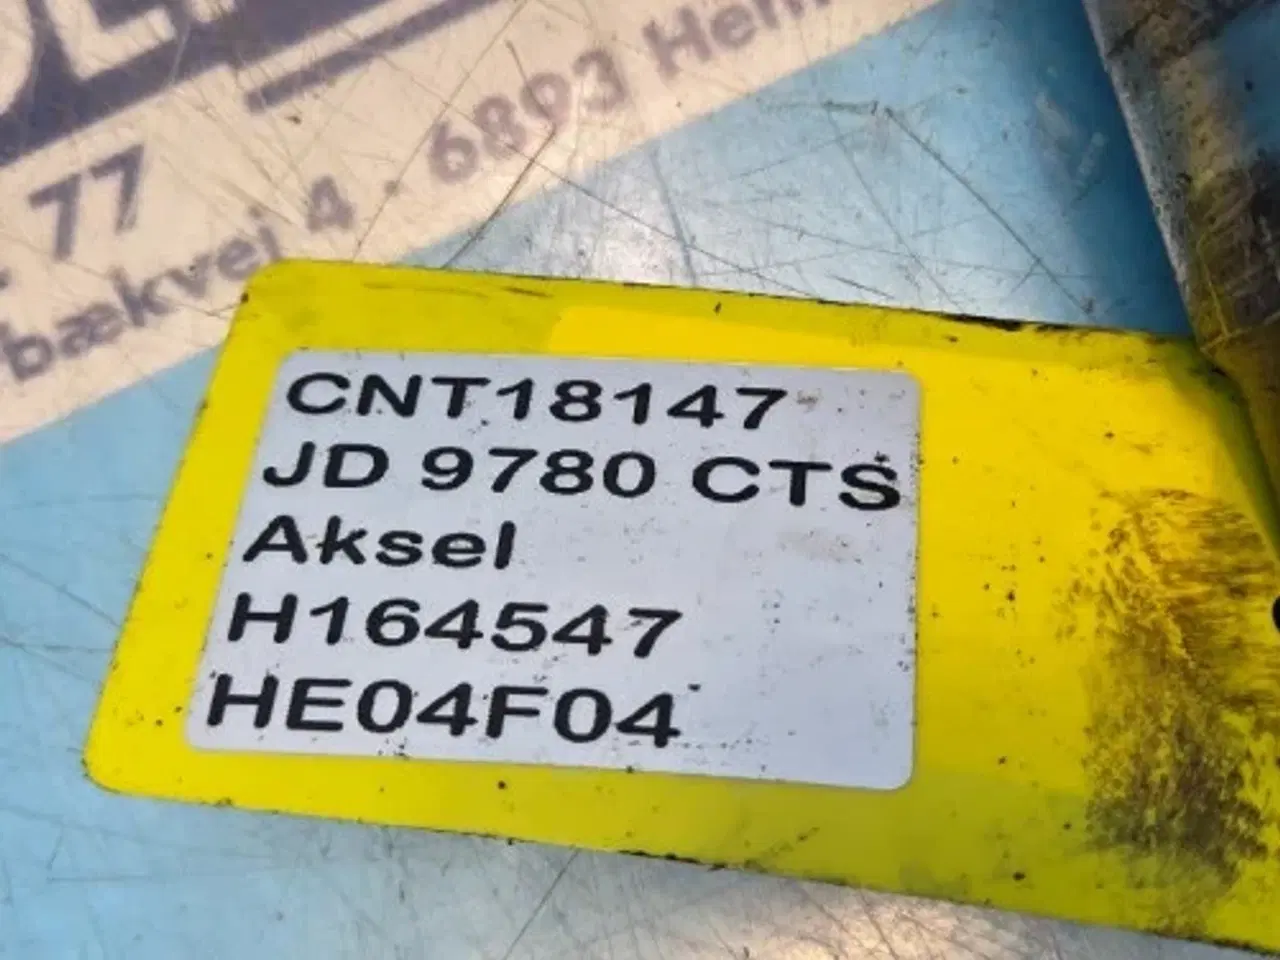 77
bækvej 4 · 6893 Hem
CNT18147
JD 9780 CTS
Aksel
H164547
HE04F04